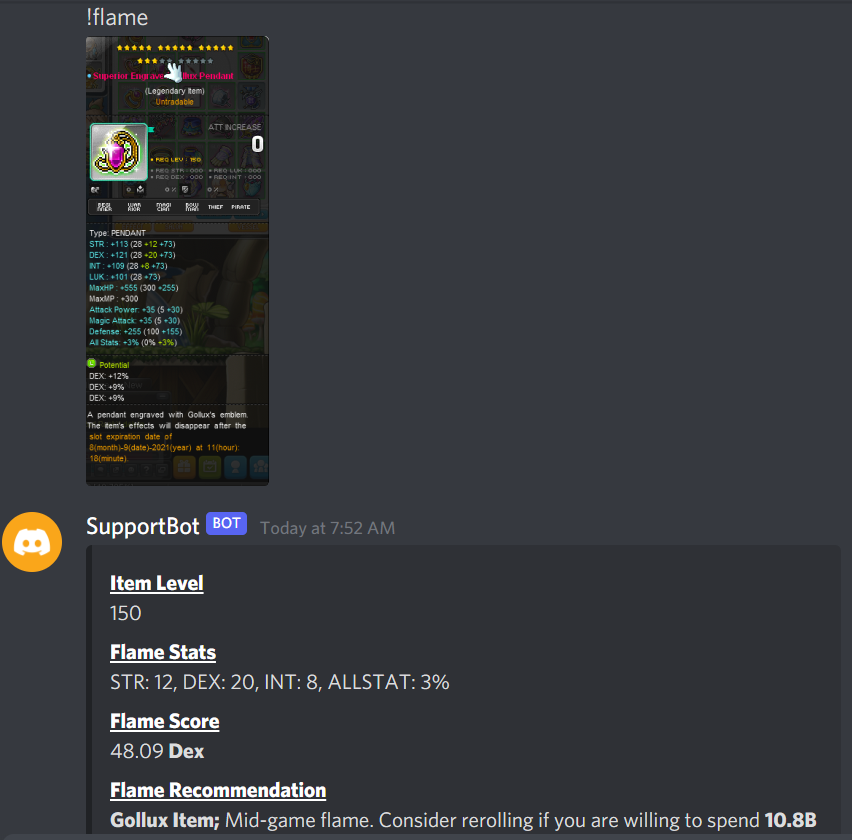 !flame
Superior Engraved Gollux Pendant
(Legendary Item)
Untradable
ATT INCREASE
0
• REQ LEV : 150
• REQ STR : 000 • REQ LUK : 000
• REQ DEX : 000 • REQ INT : 000
BEGINNER WARRIOR MAGICIAN BOWMAN THIEF PIRATE
Type: PENDANT
STR : +113 (28 +12 +73)
DEX : +121 (28 +20 +73)
INT : +109 (28 +8 +73)
LUK : +101 (28 +73)
MaxHP : +555 (300 +255)
MaxMP : +300
Attack Power: +35 (5 +30)
Magic Attack: +35 (5 +30)
Defense: +255 (100 +155)
All Stats: +3% (0% +3%)
Potential
DEX: +12%
DEX: +9%
DEX: +9%
A pendant engraved with Gollux's emblem.
The item's effects will disappear after the
slot expiration date of
8(month)-9(date)-2021(year) at 11(hour):
18(minute).
SupportBot BOT Today at 7:52 AM
Item Level
150
Flame Stats
STR: 12, DEX: 20, INT: 8, ALLSTAT: 3%
Flame Score
48.09 Dex
Flame Recommendation
Gollux Item; Mid-game flame. Consider rerolling if you are willing to spend 10.8B